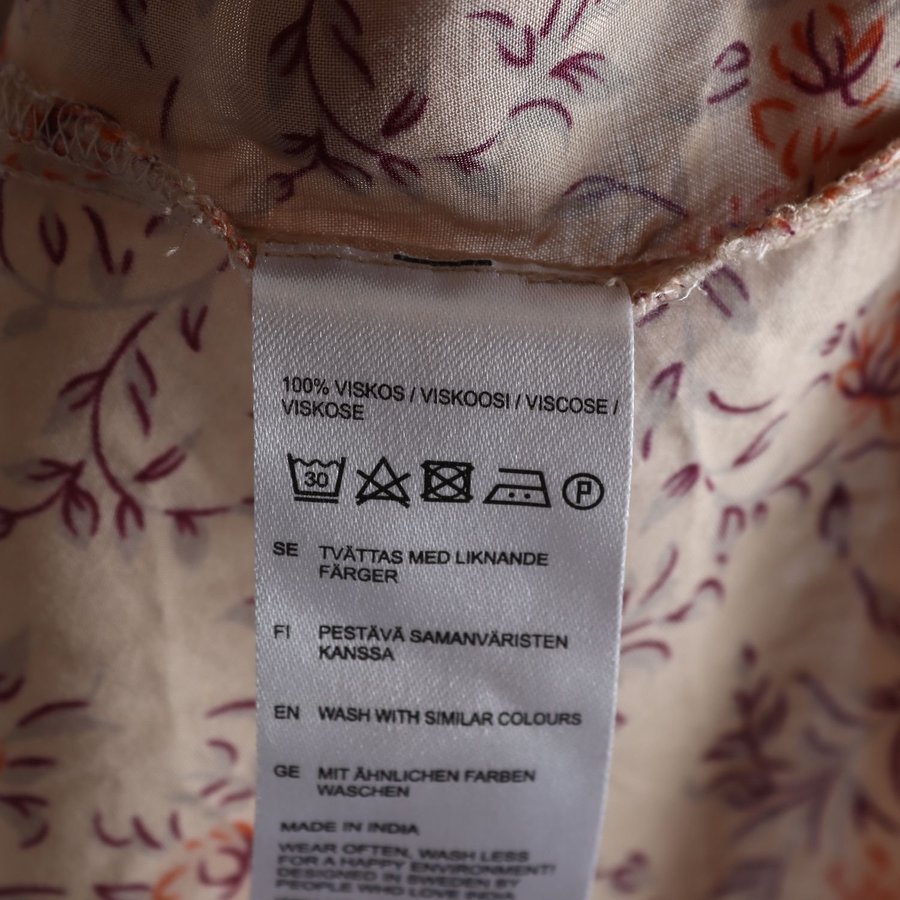 100% VISKOS / VISKOOSI / VISCOSE /
VISKOSE
30
P
SE TVÄTTAS MED LIKNANDE
FÄRGER
FI PESTÄVÄ SAMANVÄRISTEN
KANSSA
EN WASH WITH SIMILAR COLOURS
GE MIT ÄHNLICHEN FARBEN
WASCHEN
MADE IN INDIA
WEAR OFTEN, WASH LESS
FOR A HAPPY ENVIRONMENT!
DESIGNED IN SWEDEN BY
PEOPLE WHO LOVE INDIA